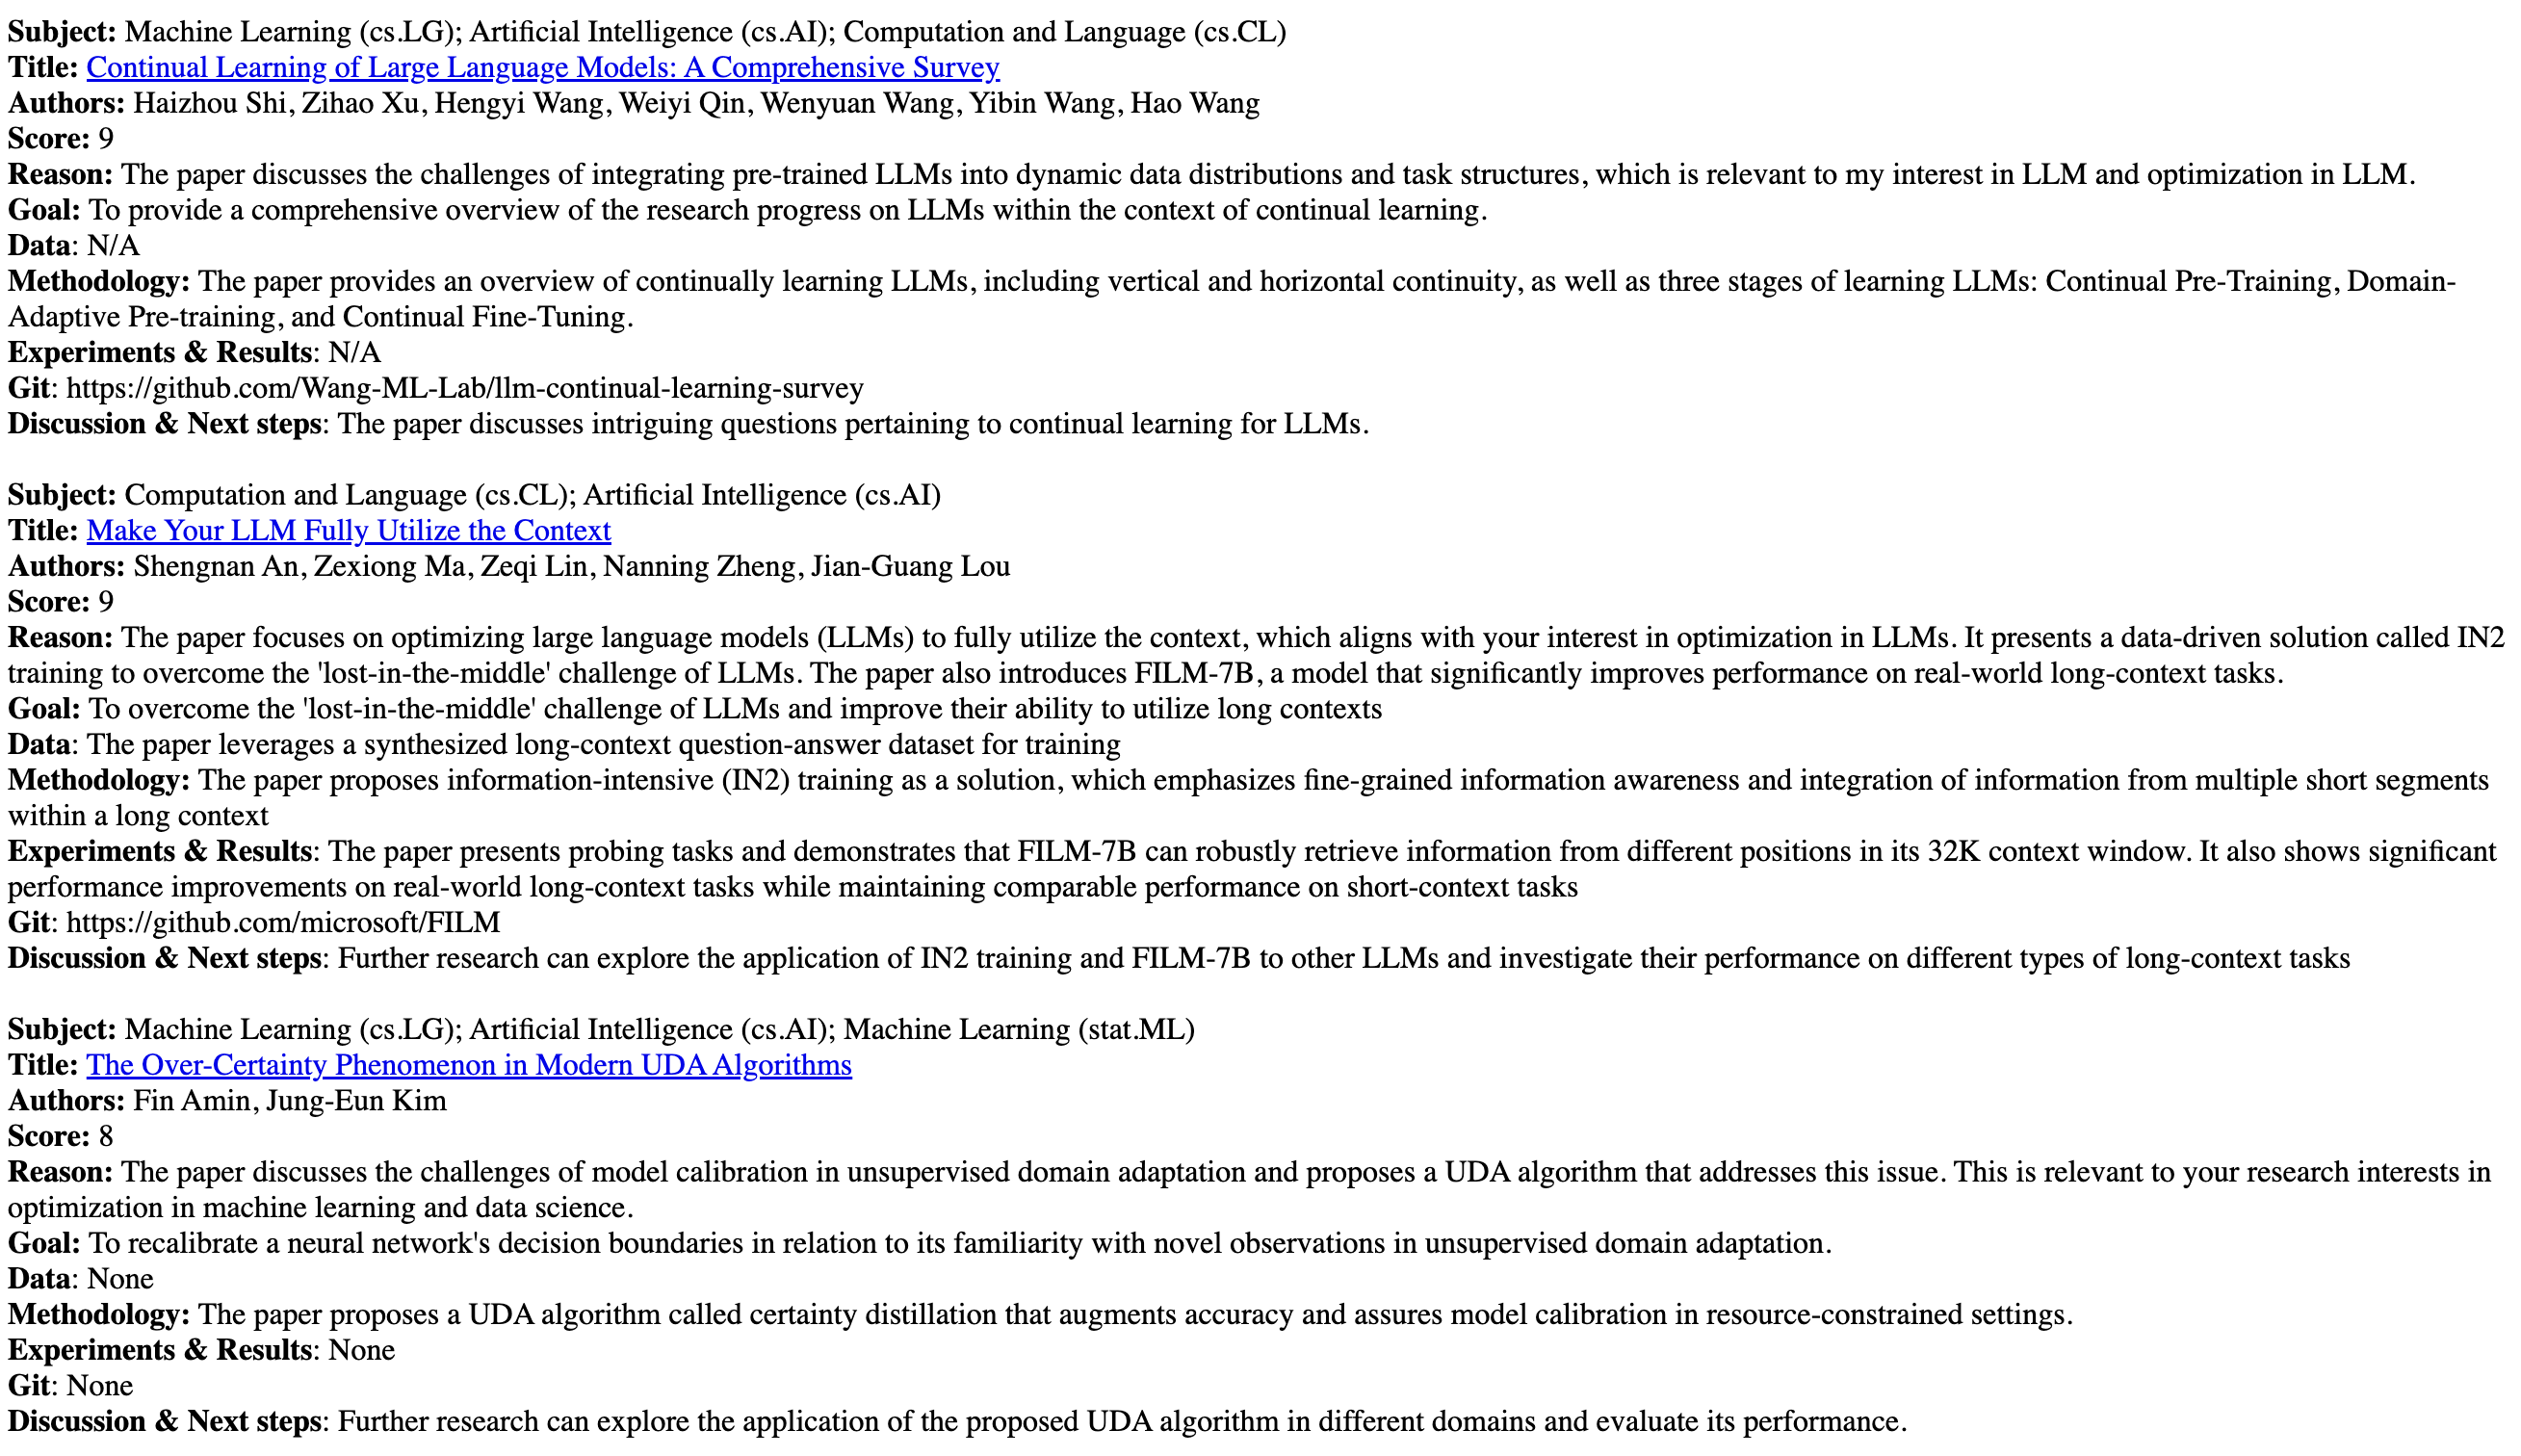 Subject: Machine Learning (cs.LG); Artificial Intelligence (cs.AI); Computation and Language (cs.CL)
Title: Continual Learning of Large Language Models: A Comprehensive Survey
Authors: Haizhou Shi, Zihao Xu, Hengyi Wang, Weiyi Qin, Wenyuan Wang, Yibin Wang, Hao Wang
Score: 9
Reason: The paper discusses the challenges of integrating pre-trained LLMs into dynamic data distributions and task structures, which is relevant to my interest in LLM and optimization in LLM.
Goal: To provide a comprehensive overview of the research progress on LLMs within the context of continual learning.
Data: N/A
Methodology: The paper provides an overview of continually learning LLMs, including vertical and horizontal continuity, as well as three stages of learning LLMs: Continual Pre-Training, Domain-
Adaptive Pre-training, and Continual Fine-Tuning.
Experiments & Results: N/A
Git: https://github.com/Wang-ML-Lab/llm-continual-learning-survey
Discussion & Next steps: The paper discusses intriguing questions pertaining to continual learning for LLMs.
Subject: Computation and Language (cs.CL); Artificial Intelligence (cs.AI)
Title: Make Your LLM Fully Utilize the Context
Authors: Shengnan An, Zexiong Ma, Zeqi Lin, Nanning Zheng, Jian-Guang Lou
Score: 9
Reason: The paper focuses on optimizing large language models (LLMs) to fully utilize the context, which aligns with your interest in optimization in LLMs. It presents a data-driven solution called IN2
training to overcome the 'lost-in-the-middle' challenge of LLMs. The paper also introduces FILM-7B, a model that significantly improves performance on real-world long-context tasks.
Goal: To overcome the 'lost-in-the-middle' challenge of LLMs and improve their ability to utilize long contexts
Data: The paper leverages a synthesized long-context question-answer dataset for training
Methodology: The paper proposes information-intensive (IN2) training as a solution, which emphasizes fine-grained information awareness and integration of information from multiple short segments
within a long context
Experiments & Results: The paper presents probing tasks and demonstrates that FILM-7B can robustly retrieve information from different positions in its 32K context window. It also shows significant
performance improvements on real-world long-context tasks while maintaining comparable performance on short-context tasks
Git: https://github.com/microsoft/FILM
Discussion & Next steps: Further research can explore the application of IN2 training and FILM-7B to other LLMs and investigate their performance on different types of long-context tasks
Subject: Machine Learning (cs.LG); Artificial Intelligence (cs.AI); Machine Learning (stat.ML)
Title: The Over-Certainty Phenomenon in Modern UDA Algorithms
Authors: Fin Amin, Jung-Eun Kim
Score: 8
Reason: The paper discusses the challenges of model calibration in unsupervised domain adaptation and proposes a UDA algorithm that addresses this issue. This is relevant to your research interests in
optimization in machine learning and data science.
Goal: To recalibrate a neural network's decision boundaries in relation to its familiarity with novel observations in unsupervised domain adaptation.
Data: None
Methodology: The paper proposes a UDA algorithm called certainty distillation that augments accuracy and assures model calibration in resource-constrained settings.
Experiments & Results: None
Git: None
Discussion & Next steps: Further research can explore the application of the proposed UDA algorithm in different domains and evaluate its performance.